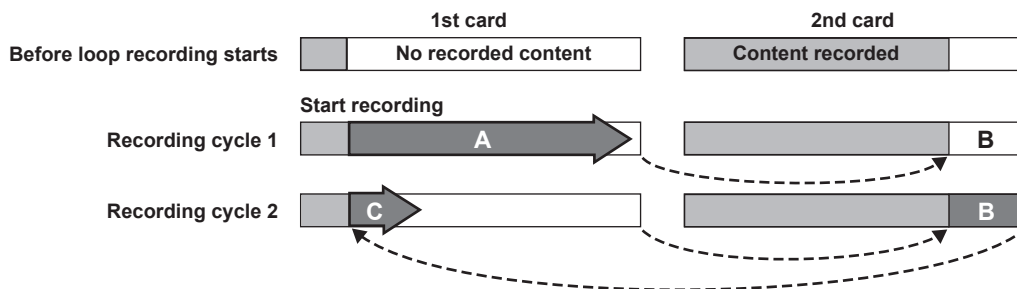 1st card 2nd card
Before loop recording starts No recorded content Content recorded
Start recording
Recording cycle 1 A B
Recording cycle 2 C B